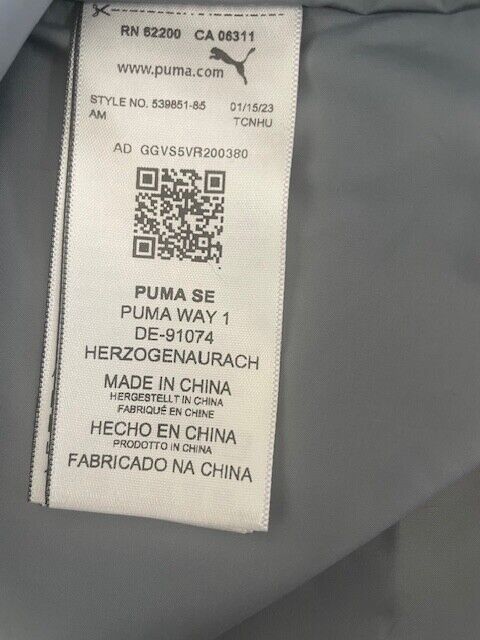 RN 62200 CA 06311
www.puma.com
STYLE NO. 539851-85 01/15/23
AM TCNHU
AD GGVS5VR200380
PUMA SE
PUMA WAY 1
DE-91074
HERZOGENAURACH
MADE IN CHINA
HERGESTELLT IN CHINA
FABRIQUÉ EN CHINE
HECHO EN CHINA
PRODOTTO IN CHINA
FABRICADO NA CHINA